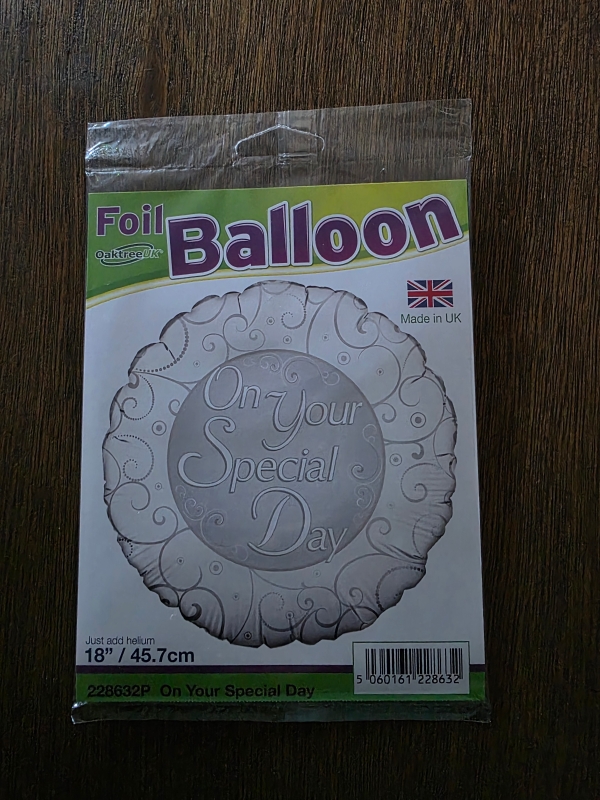 Foil
Balloon
OaktreeUK
Made in UK
On Your
Special
Day
Just add helium
18” / 45.7cm
5 060161 228632
228632P On Your Special Day